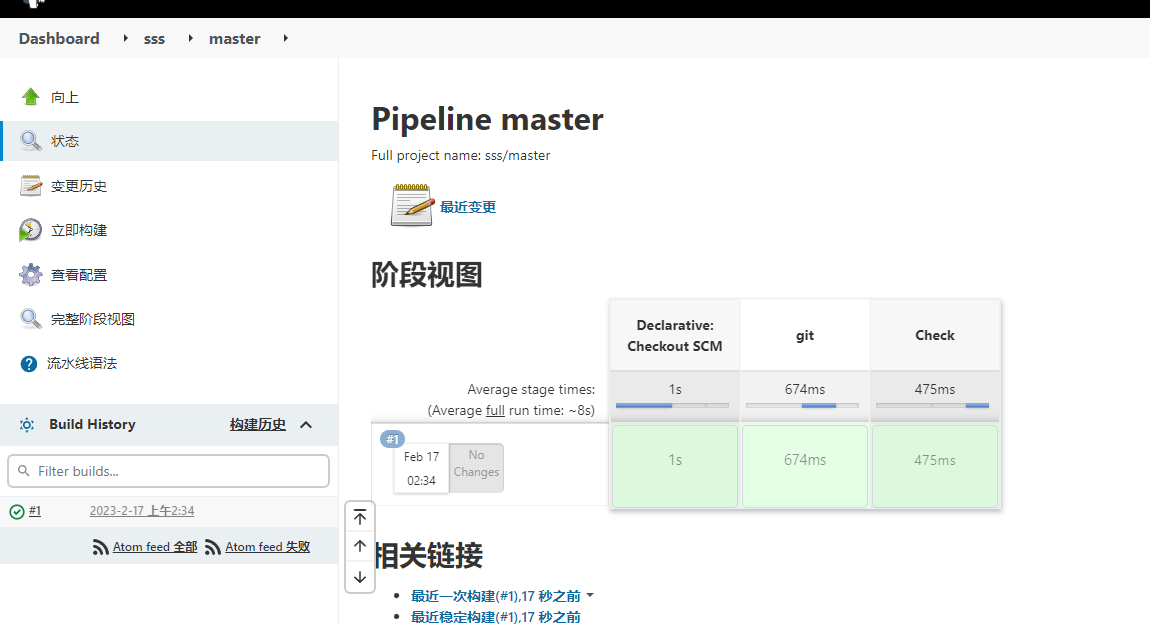 Dashboard sss master
向上
状态
变更历史
立即构建
查看配置
完整阶段视图
流水线语法
Build History 构建历史
Filter builds...
#1 2023-2-17 上午2:34
Atom feed 全部 Atom feed 失败
Pipeline master
Full project name: sss/master
最近变更
阶段视图
Declarative:
Checkout SCM
git
Check
Average stage times:
(Average full run time: ~8s)
1s
674ms
475ms
#1
Feb 17
02:34
No
Changes
1s
674ms
475ms
相关链接
最近一次构建(#1),17 秒之前
最近稳定构建(#1),17 秒之前